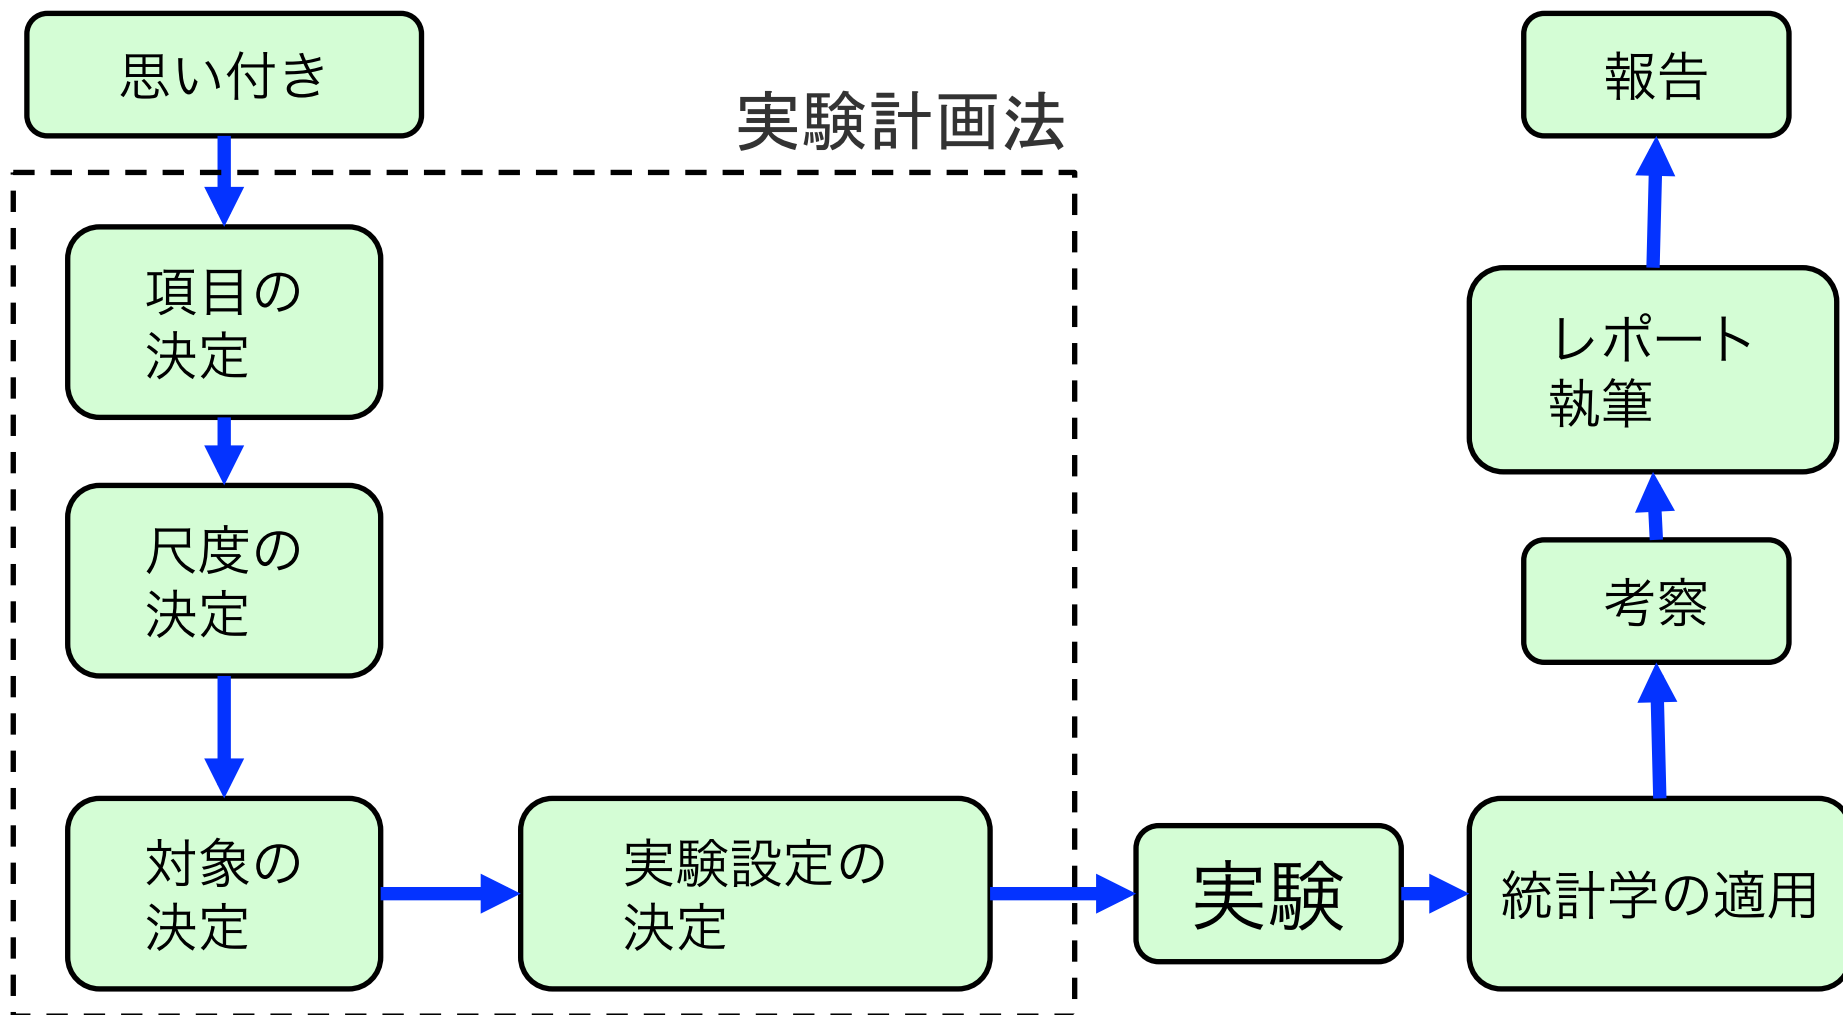 思い付き
実験計画法
項目の
決定
尺度の
決定
対象の
決定
実験設定の
決定
実験
統計学の適用
考察
レポート
執筆
報告